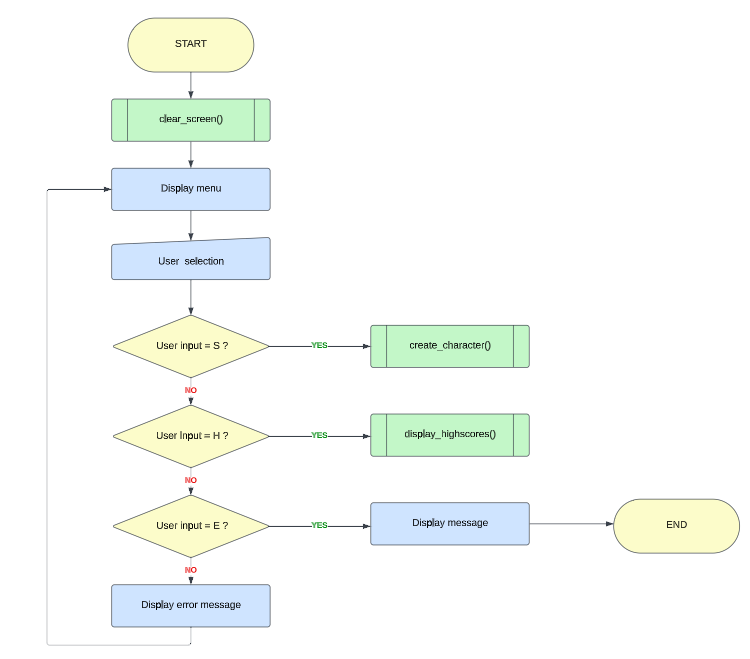 START
clear_screen()
Display menu
User selection
User input = S ?
YES
create_character()
NO
User input = H ?
YES
display_highscores()
NO
User input = E ?
YES
Display message
END
NO
Display error message